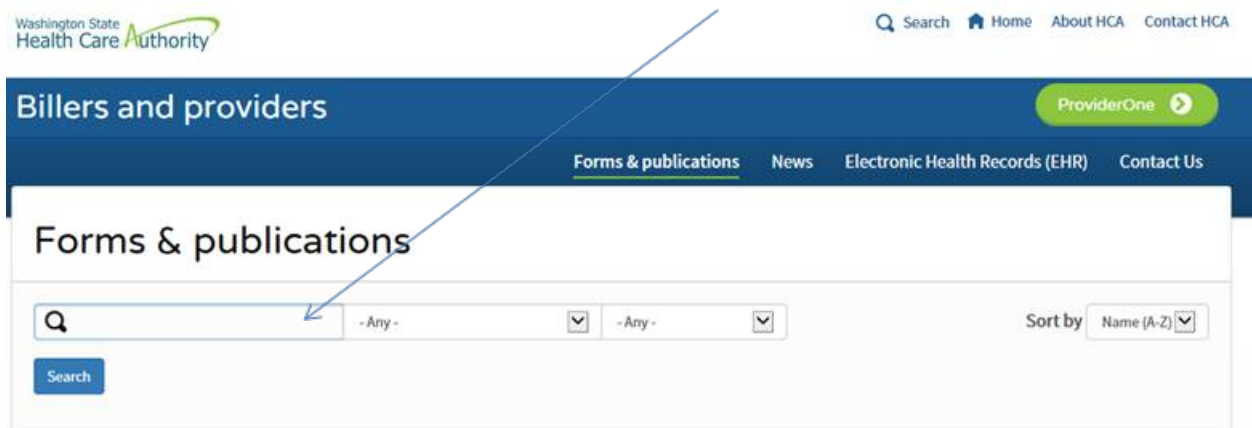 Washington State
Health Care Authority
Search Home About HCA Contact HCA
Billers and providers
ProviderOne
Forms & publications News Electronic Health Records (EHR) Contact Us
Forms & publications
- Any - - Any - Sort by Name (A-Z)
Search